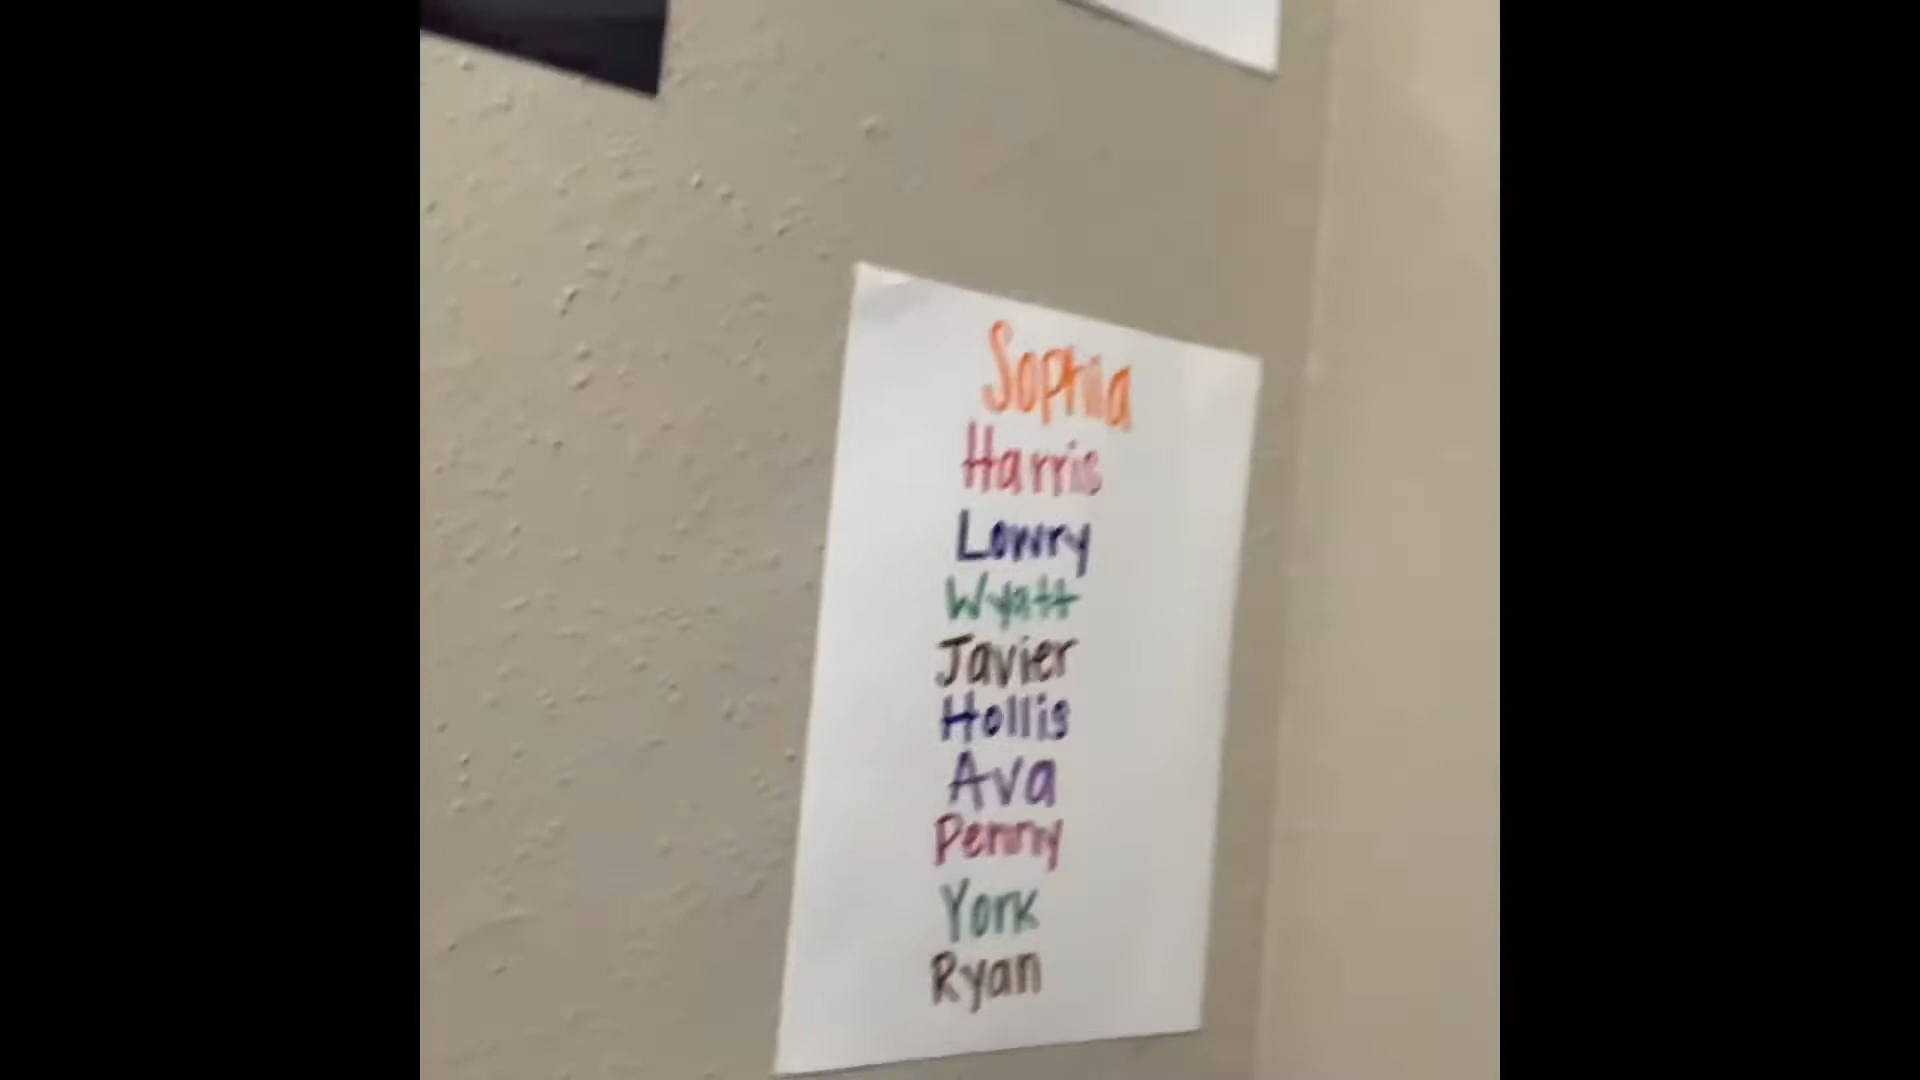 Sophia
Harris
Lowry
Wyatt
Javier
Hollis
Ava
Penny
York
Ryan